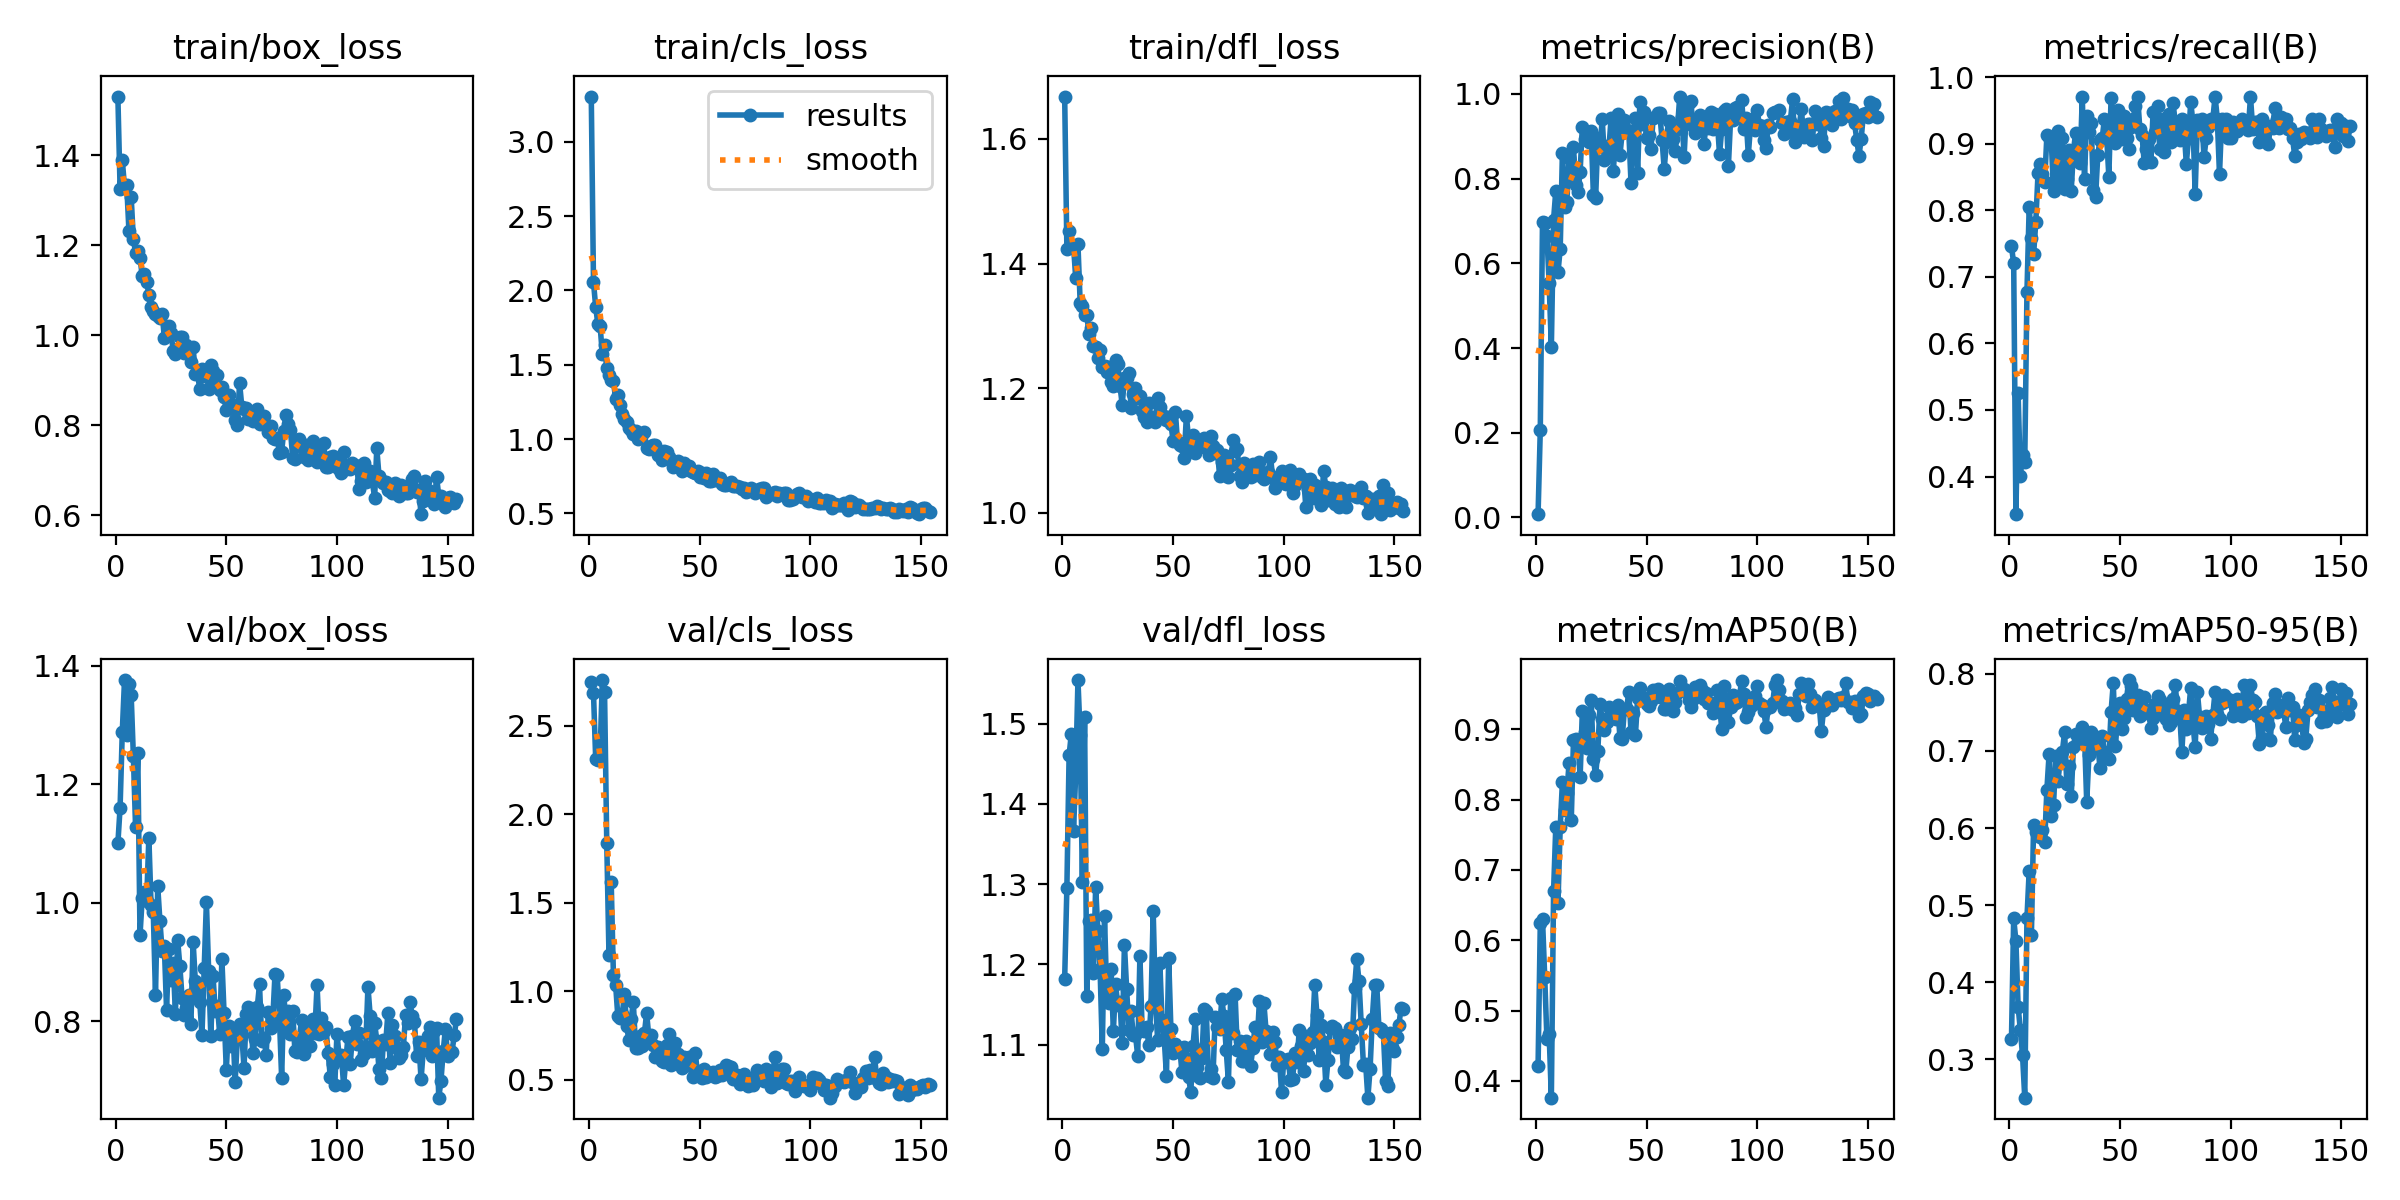 train/box_loss
1.4
1.2
1.0
0.8
0.6
0 50 100 150
train/cls_loss
results
smooth
3.0
2.5
2.0
1.5
1.0
0.5
0 50 100 150
train/dfl_loss
1.6
1.4
1.2
1.0
0 50 100 150
metrics/precision(B)
1.0
0.8
0.6
0.4
0.2
0.0
0 50 100 150
metrics/recall(B)
1.0
0.9
0.8
0.7
0.6
0.5
0.4
0 50 100 150
val/box_loss
1.4
1.2
1.0
0.8
0 50 100 150
val/cls_loss
2.5
2.0
1.5
1.0
0.5
0 50 100 150
val/dfl_loss
1.5
1.4
1.3
1.2
1.1
0 50 100 150
metrics/mAP50(B)
0.9
0.8
0.7
0.6
0.5
0.4
0 50 100 150
metrics/mAP50-95(B)
0.8
0.7
0.6
0.5
0.4
0.3
0 50 100 150